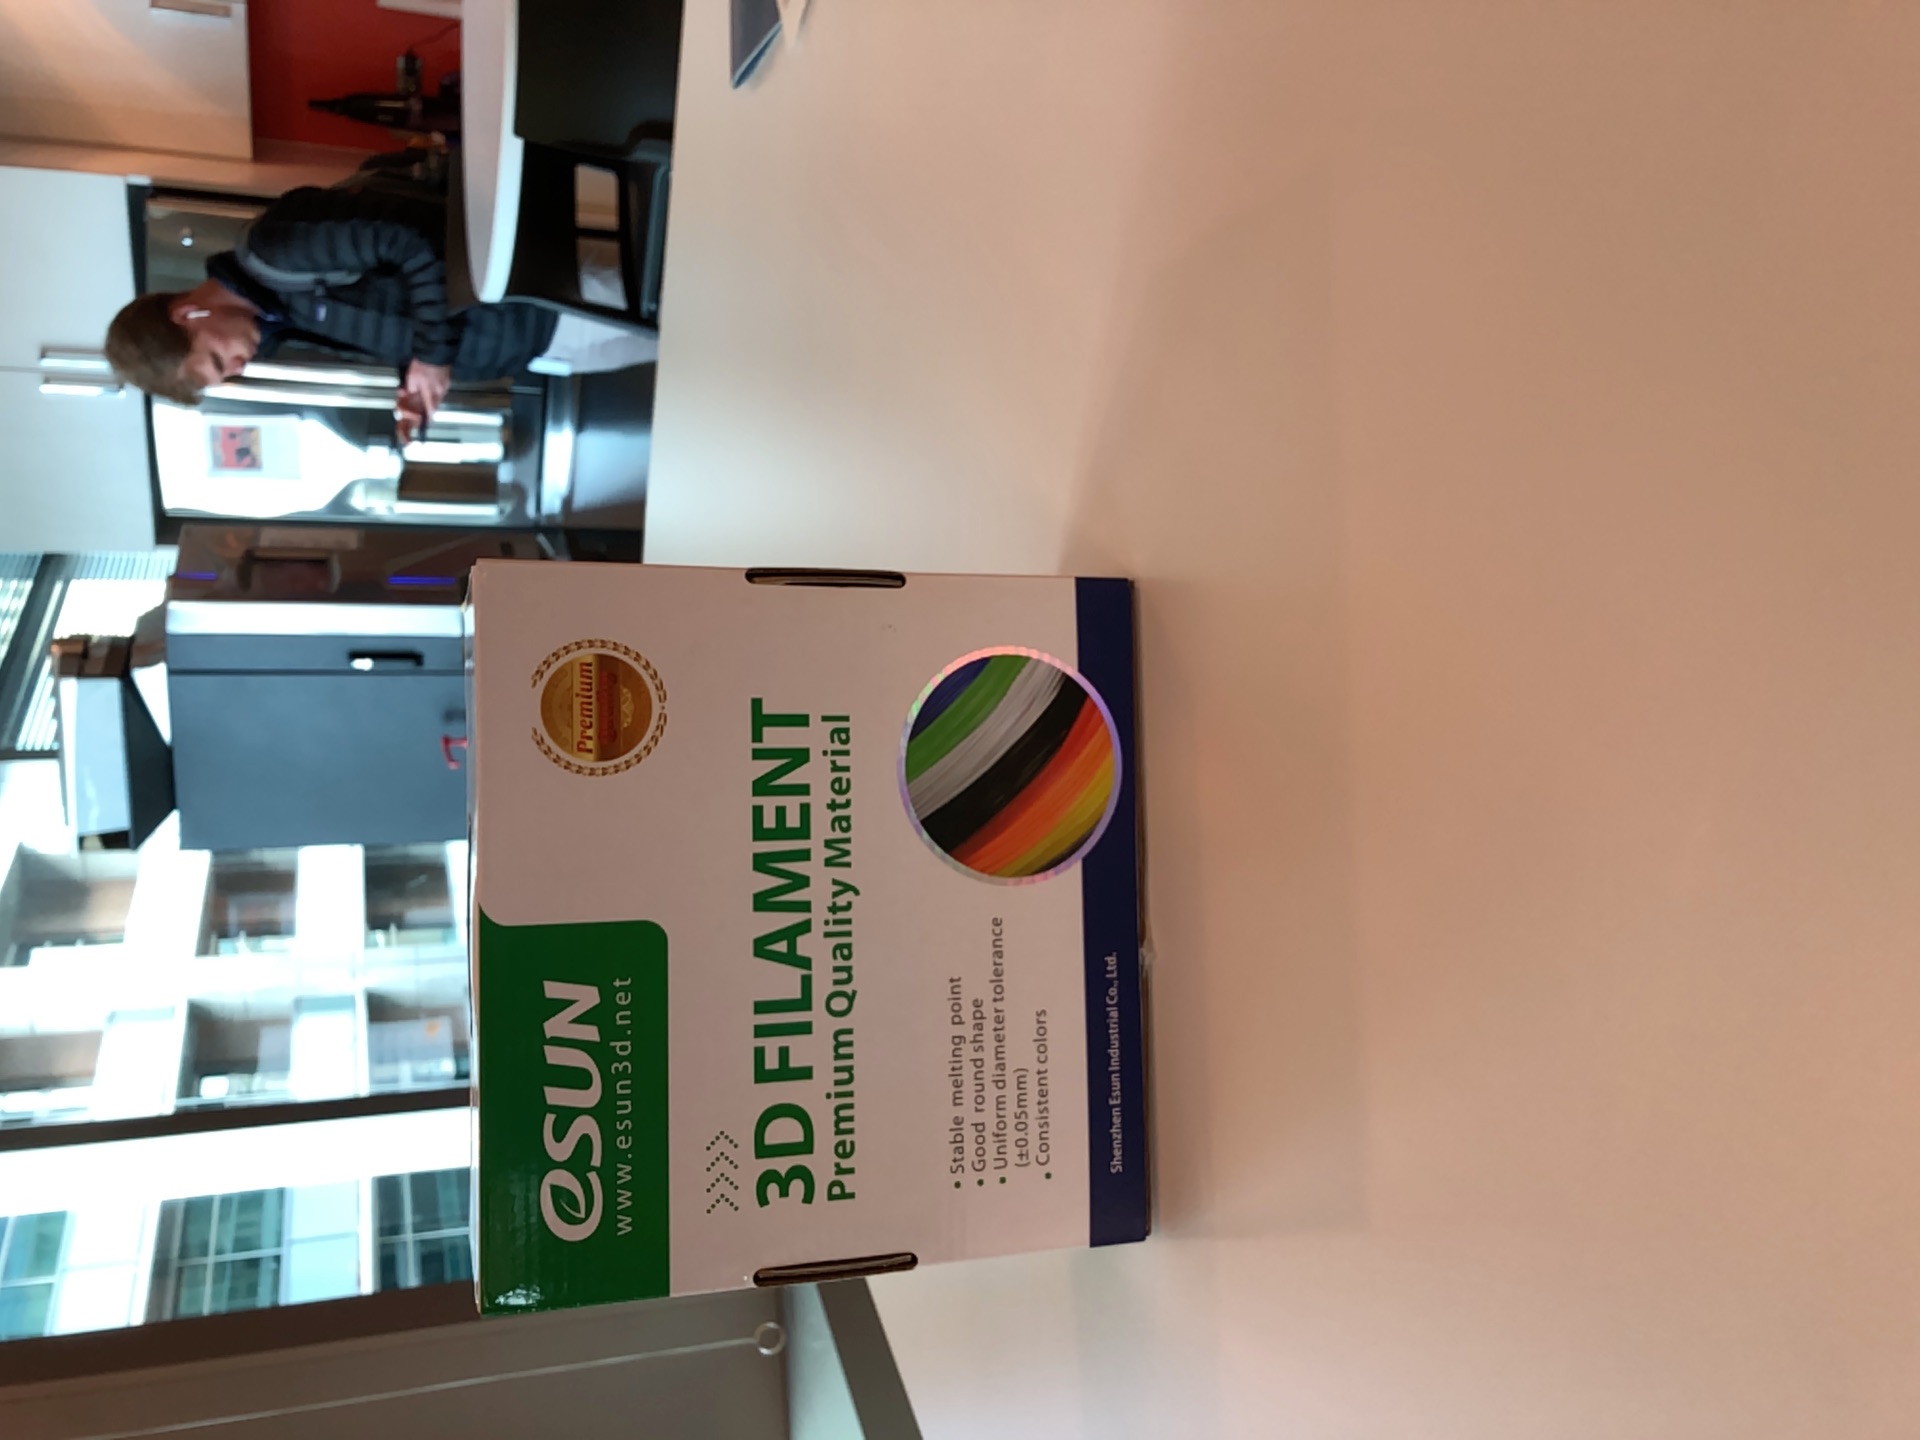 eSUN
www.esun3d.net
Premium
Quality
3D FILAMENT
Premium Quality Material
• Stable melting point
• Good round shape
• Uniform diameter tolerance
(±0.05mm)
• Consistent colors
Shenzhen Esun Industrial Co., Ltd.